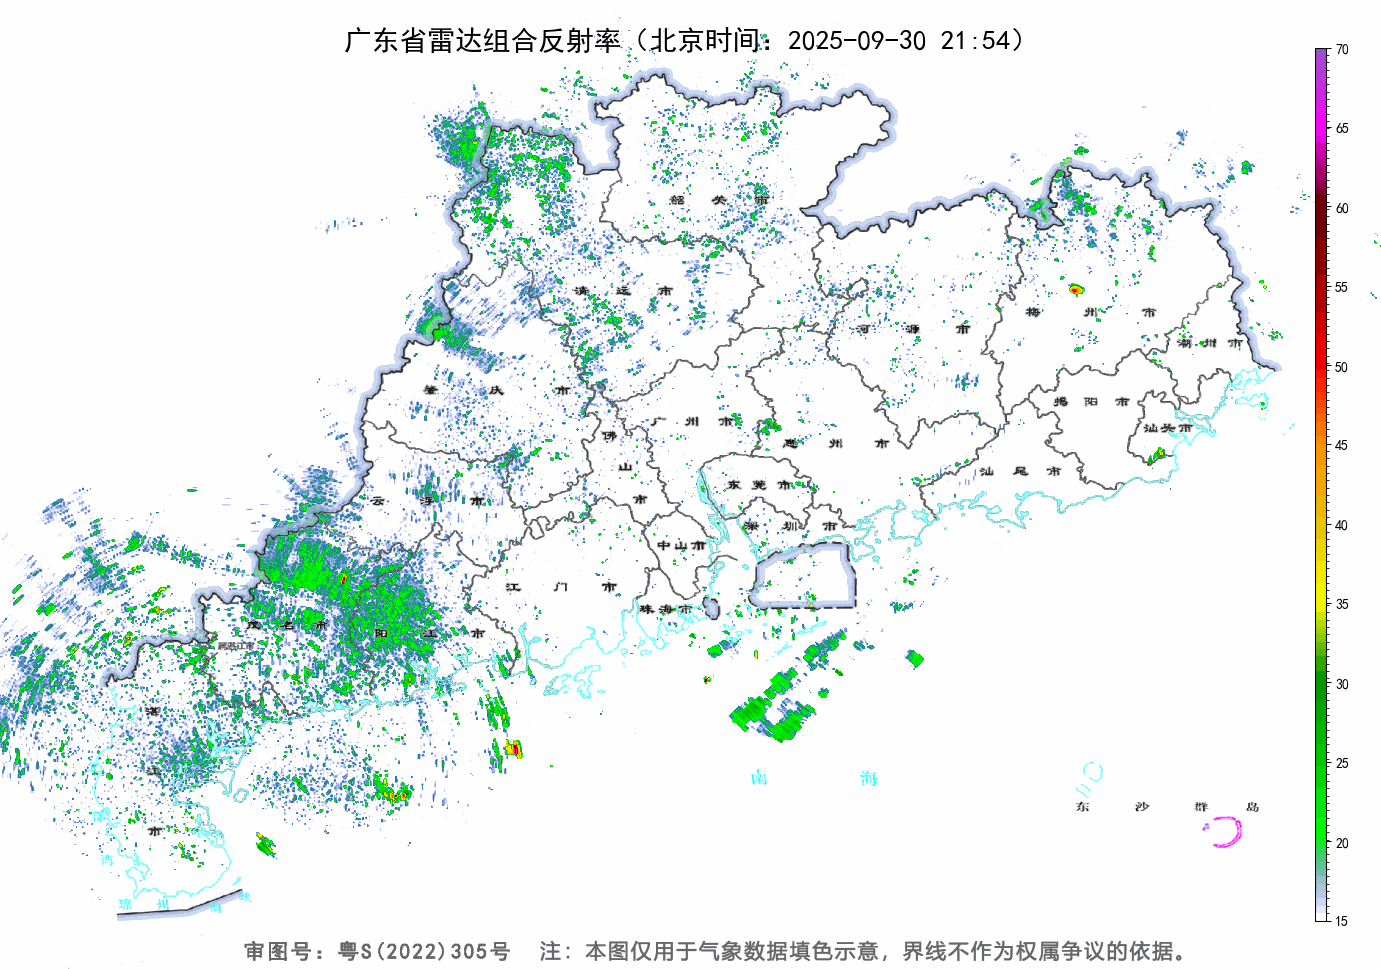 广东省雷达组合反射率（北京时间：2025-09-30 21:54）
70
65
60
55
50
45
40
35
30
25
20
15
韶关市
清远市
河源市
梅州市
潮州市
肇庆市
广州市
揭阳市
汕头市
佛山市
惠州市
汕尾市
云浮市
东莞市
深圳市
中山市
江门市
珠海市
茂名市
阳江市
属湛江市
湛江市
南海
东沙群岛
湾
琼州海峡
审图号：粤S(2022)305号 注：本图仅用于气象数据填色示意，界线不作为权属争议的依据。